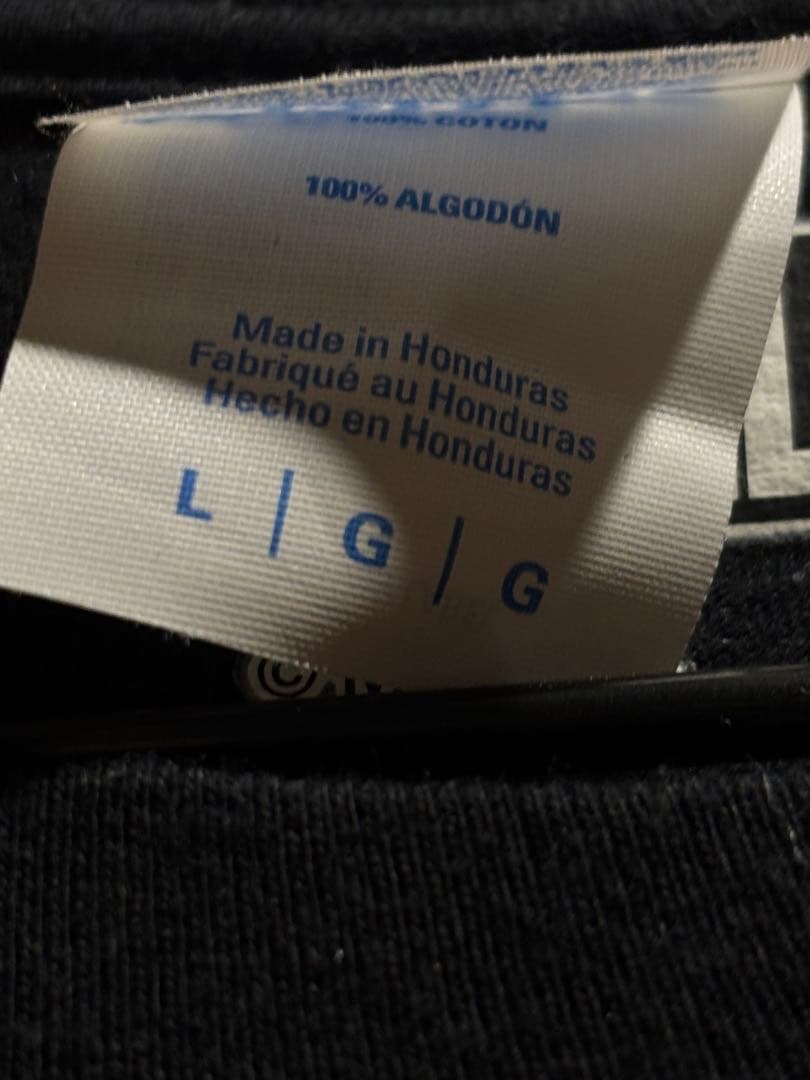 100% COTON
100% ALGODÓN
Made in Honduras
Fabriqué au Honduras
Hecho en Honduras
L | G | G
©